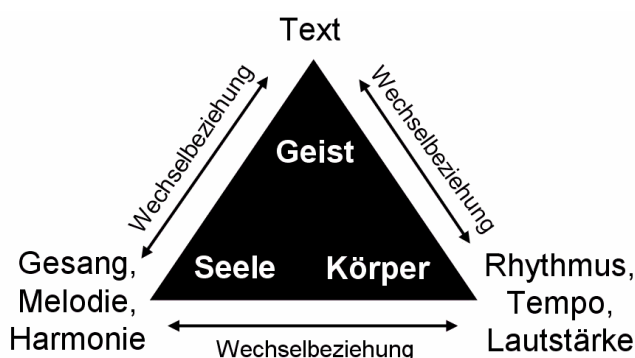 Text
Wechselbeziehung
Wechselbeziehung
Geist
Gesang,
Melodie,
Harmonie
Seele
Körper
Rhythmus,
Tempo,
Lautstärke
Wechselbeziehung